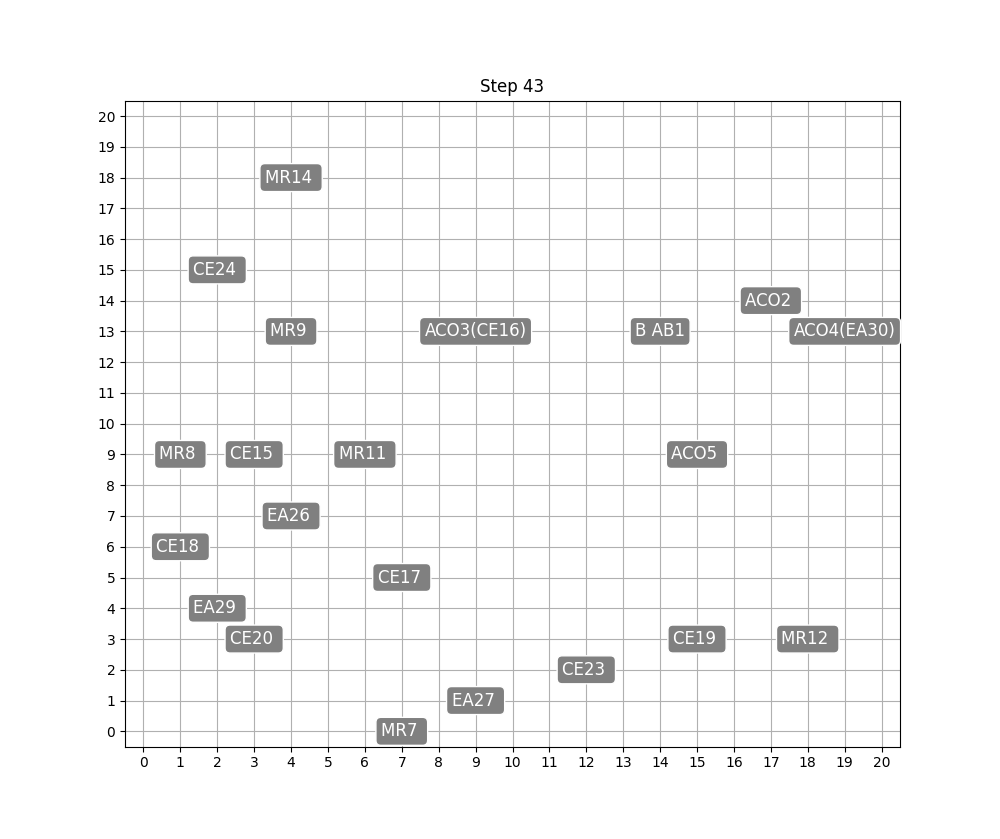 Step 43
20
19
18 MR14
17
16
15 CE24
14 ACO2
13 MR9 ACO3(CE16) B AB1 ACO4(EA30)
12
11
10
9 MR8 CE15 MR11 ACO5
8
7 EA26
6 CE18
5 CE17
4 EA29
3 CE20 CE19 MR12
2 CE23
1 EA27
0 MR7
0 1 2 3 4 5 6 7 8 9 10 11 12 13 14 15 16 17 18 19 20